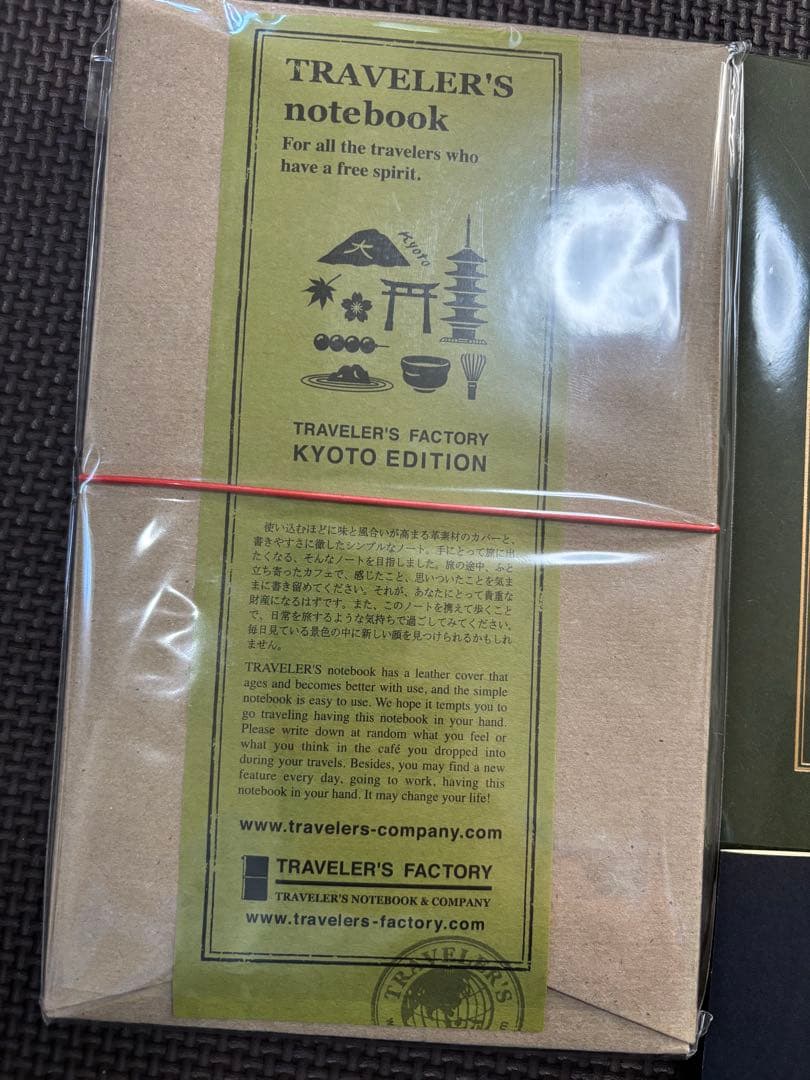 TRAVELER'S
notebook
For all the travelers who
have a free spirit.
大
Kyoto
TRAVELER'S FACTORY
KYOTO EDITION
使い込むほどに味と風合いが高まる革素材のカバーと、
書きやすさに徹したシンプルなノート。手にとって旅に出
たくなる、そんなノートを目指しました。旅の途中、ふと
立ち寄ったカフェで、感じたこと、思いついたことを気ま
まに書き留めてください。それが、あなたにとって貴重な
財産になるはずです。また、このノートを携えて歩くこと
で、日常を旅するような気持ちで過ごしてみてください。
毎日見ている景色の中に新しい顔を見つけられるかもしれ
ません。
TRAVELER'S notebook has a leather cover that
ages and becomes better with use, and the simple
notebook is easy to use. We hope it tempts you to
go traveling having this notebook in your hand.
Please write down at random what you feel or
what you think in the café you dropped into
during your travels. Besides, you may find a new
feature every day, going to work, having this
notebook in your hand. It may change your life!
www.travelers-company.com
TRAVELER'S FACTORY
TRAVELER'S NOTEBOOK & COMPANY
www.travelers-factory.com
TRAVELER'S